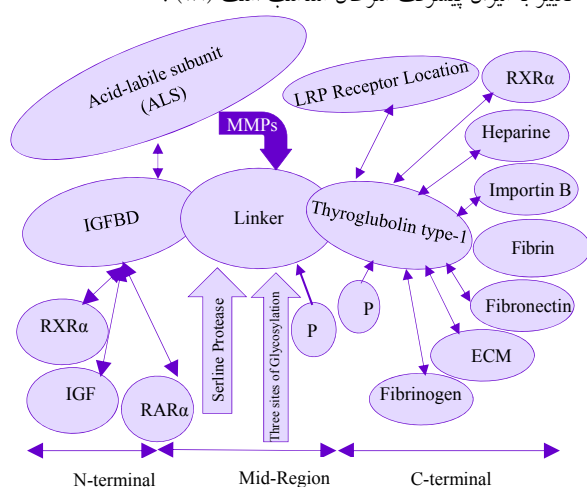 Acid-labile subunit
(ALS)
LRP Receptor Location
RXRα
MMPs
Heparine
Importin B
IGFBD
Linker
Thyroglubolin type-1
Fibrin
Fibronectin
RXRα
P
P
ECM
IGF
RARα
Serline Protease
Three sites of Glycosylation
Fibrinogen
N-terminal
Mid-Region
C-terminal